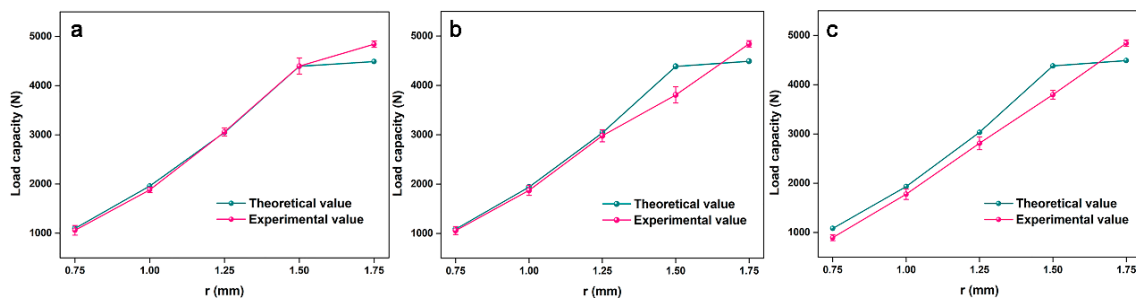 a
Load capacity (N)
5000
4000
3000
2000
1000
Theoretical value
Experimental value
0.75 1.00 1.25 1.50 1.75
r (mm)
b
Load capacity (N)
5000
4000
3000
2000
1000
Theoretical value
Experimental value
0.75 1.00 1.25 1.50 1.75
r (mm)
c
Load capacity (N)
5000
4000
3000
2000
1000
Theoretical value
Experimental value
0.75 1.00 1.25 1.50 1.75
r (mm)